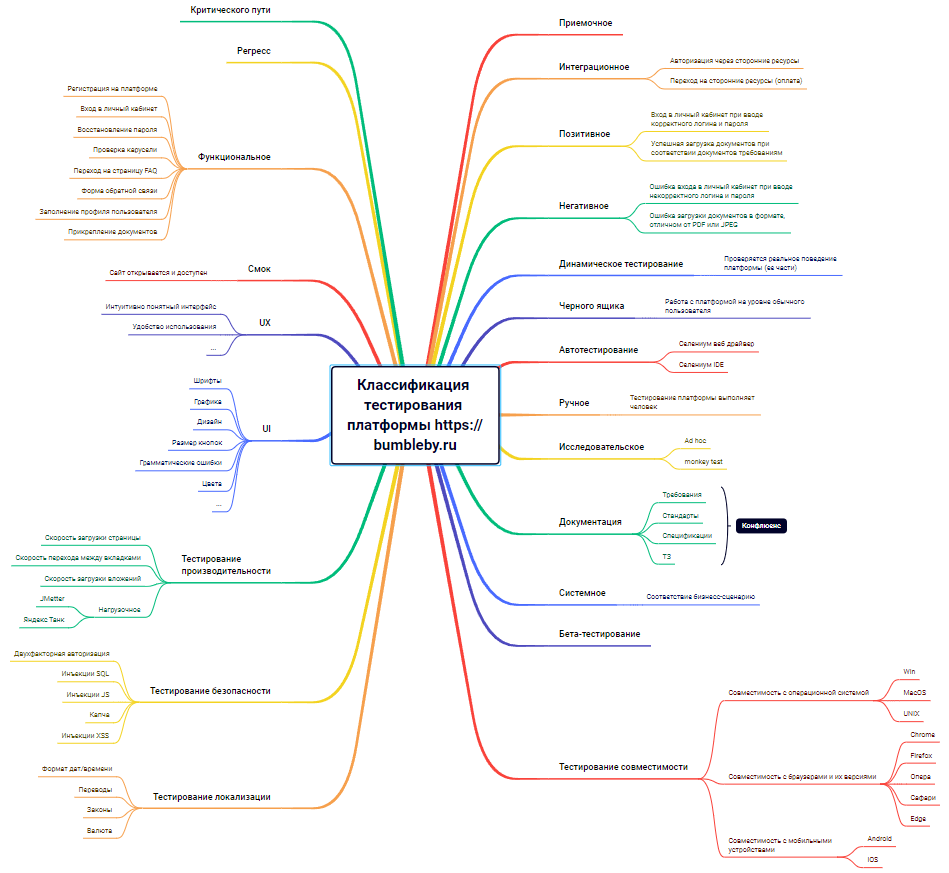 Классификация
тестирования
платформы https://
bumbleby.ru
Критического пути
Регресс
Функциональное
Регистрация на платформе
Вход в личный кабинет
Восстановление пароля
Проверка карусели
Переход на страницу FAQ
Форма обратной связи
Заполнение профиля пользователя
Прикрепление документов
Смок
Сайт открывается и доступен
UX
Интуитивно понятный интерфейс
Удобство использования
...
UI
Шрифты
Графика
Дизайн
Размер кнопок
Грамматические ошибки
Цвета
...
Тестирование
производительности
Скорость загрузки страницы
Скорость перехода между вкладками
Скорость загрузки вложений
Нагрузочное
JMetter
Яндекс Танк
Тестирование безопасности
Двухфакторная авторизация
Инъекции SQL
Инъекции JS
Капча
Инъекции XSS
Тестирование локализации
Формат дат/времени
Переводы
Законы
Валюта
Приемочное
Интеграционное
Авторизация через сторонние ресурсы
Переход на сторонние ресурсы (оплата)
Позитивное
Вход в личный кабинет при вводе
корректного логина и пароля
Успешная загрузка документов при
соответствии документов требованиям
Негативное
Ошибка входа в личный кабинет при вводе
некорректного логина и пароля
Ошибка загрузки документов в формате,
отличном от PDF или JPEG
Динамическое тестирование
Проверяется реальное поведение
платформы (ее части)
Черного ящика
Работа с платформой на уровне обычного
пользователя
Автотестирование
Селениум веб драйвер
Селениум IDE
Ручное
Тестирование платформы выполняет
человек
Исследовательское
Ad hoc
monkey test
Документация
Требования
Стандарты
Спецификации
ТЗ
Конфлюенс
Системное
Соответствие бизнесс-сценарию
Бета-тестирование
Тестирование совместимости
Совместимость с операционной системой
Win
MacOS
UNIX
Совместимость с браузерами и их версиями
Chrome
Firefox
Опера
Сафари
Edge
Совместимость с мобильными
устройствами
Android
IOS